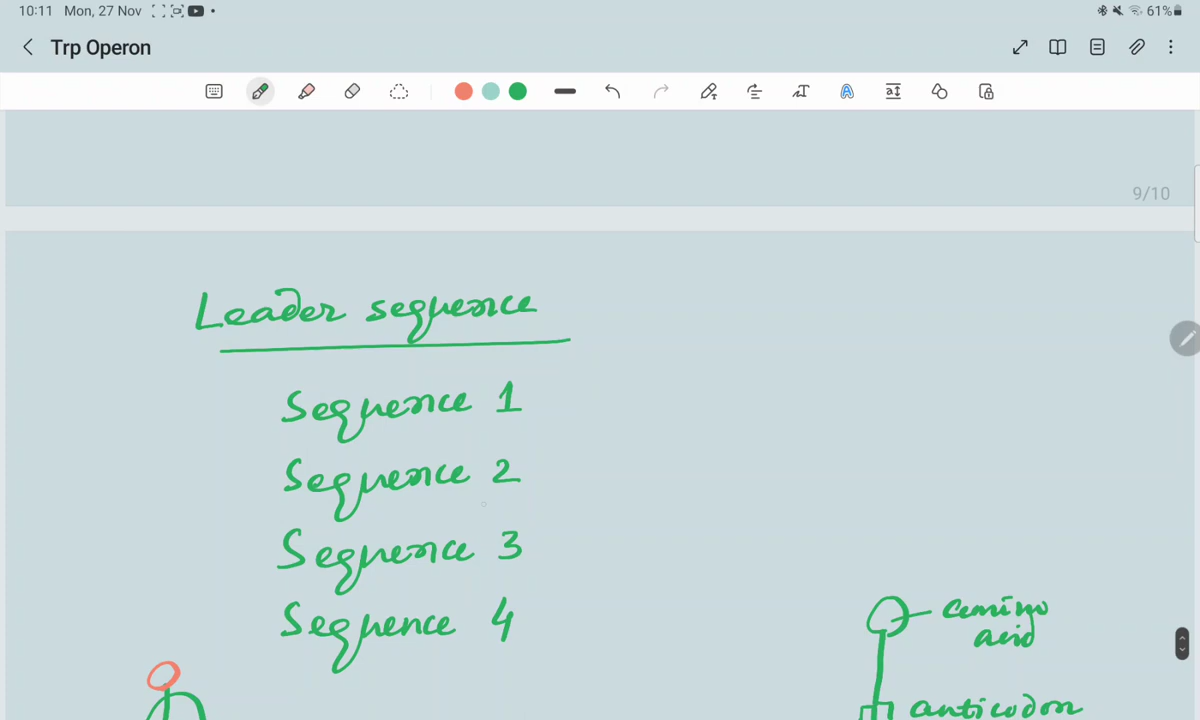 10:11 Mon, 27 Nov
61%
Trp Operon
9/10
Leader sequence
Sequence 1
Sequence 2
Sequence 3
Sequence 4
amino
acid
anticodon